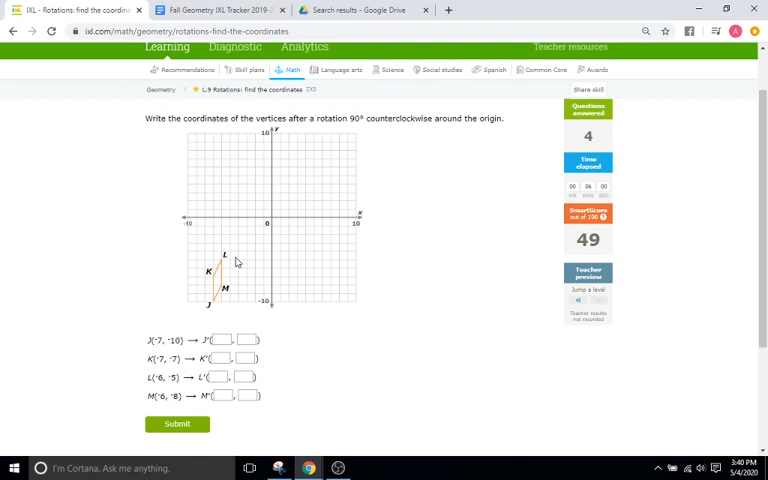 IXL - Rotations: find the coordina
Fall Geometry IXL Tracker 2019-2
Search results - Google Drive
ixl.com/math/geometry/rotations-find-the-coordinates
A
Learning Diagnostic Analytics Teacher resources
Recommendations Skill plans Math Language arts Science Social studies Spanish Common Core Awards
Geometry > L.9 Rotations: find the coordinates
Share skill
Write the coordinates of the vertices after a rotation 90° counterclockwise around the origin.
10 y
x
-10 0 10
L
K
M
J
-10
J(-7, -10) → J'( , )
K(-7, -7) → K'( , )
L(-6, -5) → L'( , )
M(-6, -8) → M'( , )
Submit
Questions
answered
4
Time
elapsed
00 06 00
HR MIN SEC
SmartScore
out of 100 ?
49
Teacher
preview
Jump a level
Teacher results
not recorded
I'm Cortana. Ask me anything.
3:40 PM
5/4/2020